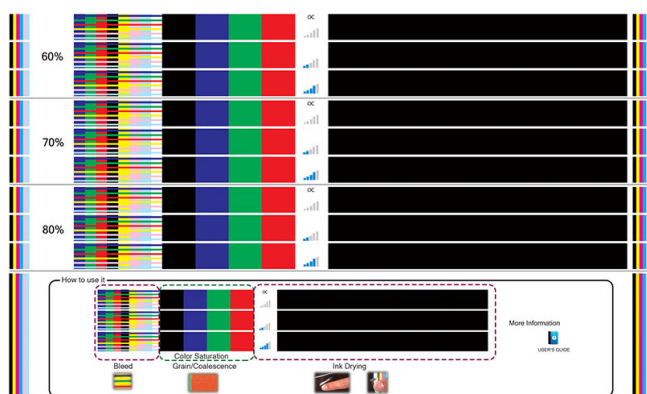 OC
60%
OC
70%
OC
80%
How to use it
OC
Color Saturation
Bleed
Grain/Coalescence
Ink Drying
More Information
USER'S GUIDE